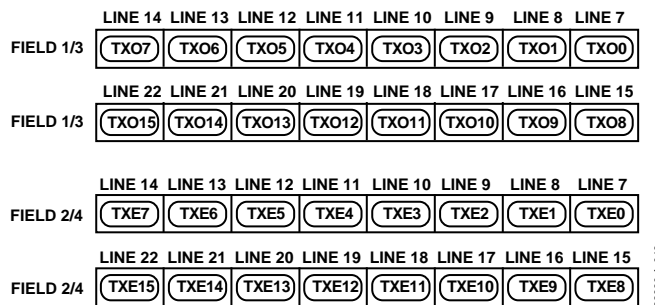 LINE 14 LINE 13 LINE 12 LINE 11 LINE 10 LINE 9 LINE 8 LINE 7
FIELD 1/3 TXO7 TXO6 TXO5 TXO4 TXO3 TXO2 TXO1 TXO0
LINE 22 LINE 21 LINE 20 LINE 19 LINE 18 LINE 17 LINE 16 LINE 15
FIELD 1/3 TXO15 TXO14 TXO13 TXO12 TXO11 TXO10 TXO9 TXO8
LINE 14 LINE 13 LINE 12 LINE 11 LINE 10 LINE 9 LINE 8 LINE 7
FIELD 2/4 TXE7 TXE6 TXE5 TXE4 TXE3 TXE2 TXE1 TXE0
LINE 22 LINE 21 LINE 20 LINE 19 LINE 18 LINE 17 LINE 16 LINE 15
FIELD 2/4 TXE15 TXE14 TXE13 TXE12 TXE11 TXE10 TXE9 TXE8